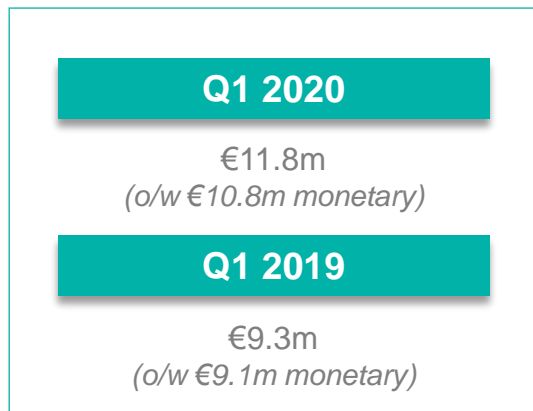 Q1 2020
€11.8m
(o/w €10.8m monetary)
Q1 2019
€9.3m
(o/w €9.1m monetary)